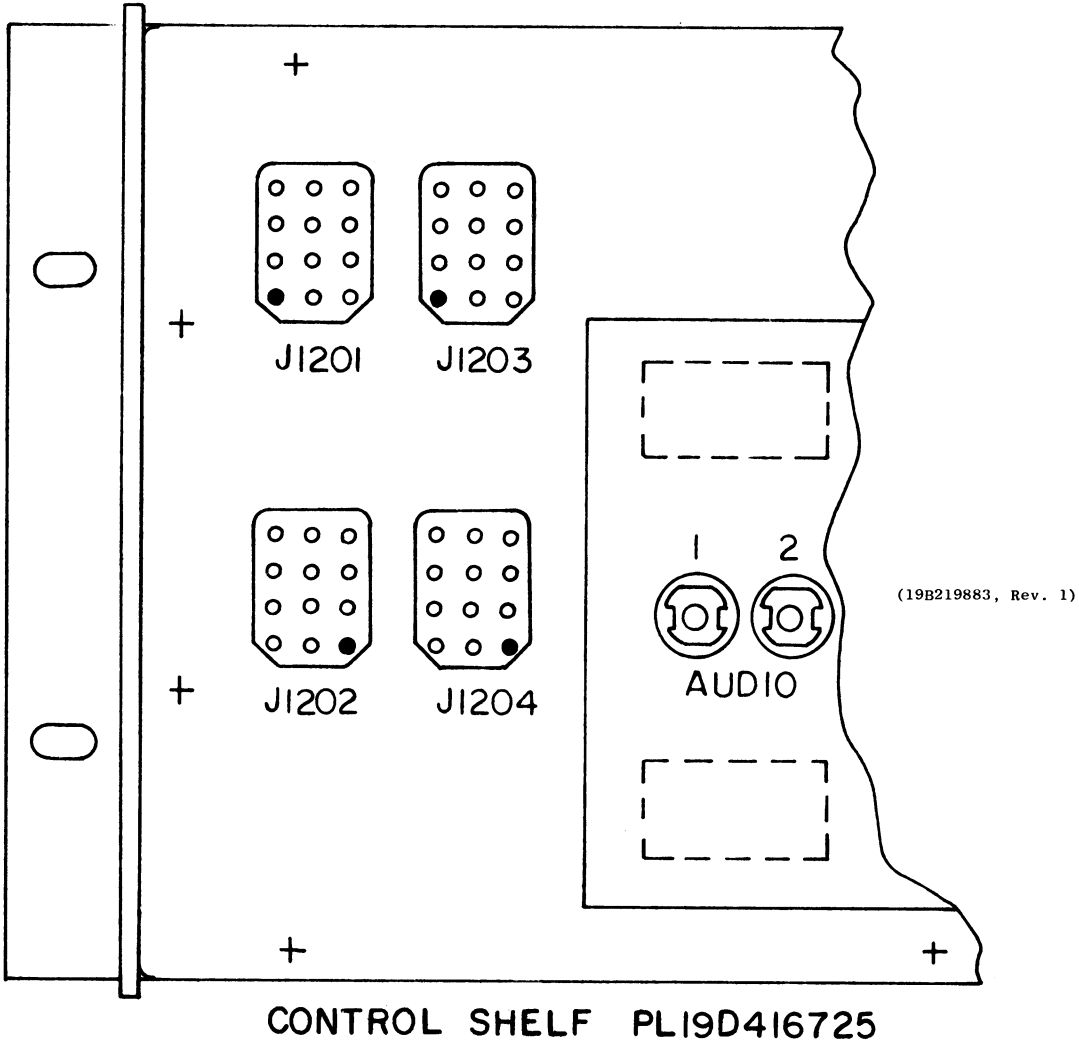 J1201 J1203
1 2
(19B219883, Rev. 1)
AUDIO
J1202 J1204
CONTROL SHELF PL19D416725